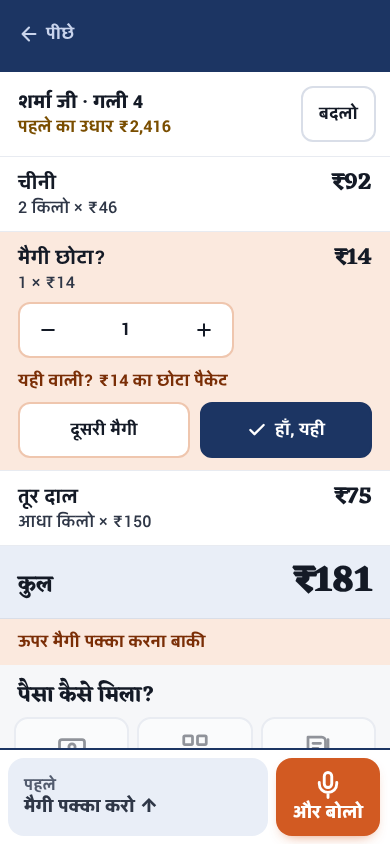 ← पीछे
शर्मा जी · गली 4
पहले का उधार ₹2,416
बदलो
चीनी
₹92
2 किलो × ₹46
मैगी छोटा?
₹14
1 × ₹14
− 1 +
यही वाली? ₹14 का छोटा पैकेट
दूसरी मैगी
✓ हाँ, यही
तूर दाल
₹75
आधा किलो × ₹150
कुल
₹181
ऊपर मैगी पक्का करना बाकी
पैसा कैसे मिला?
पहले
मैगी पक्का करो ↑
और बोलो